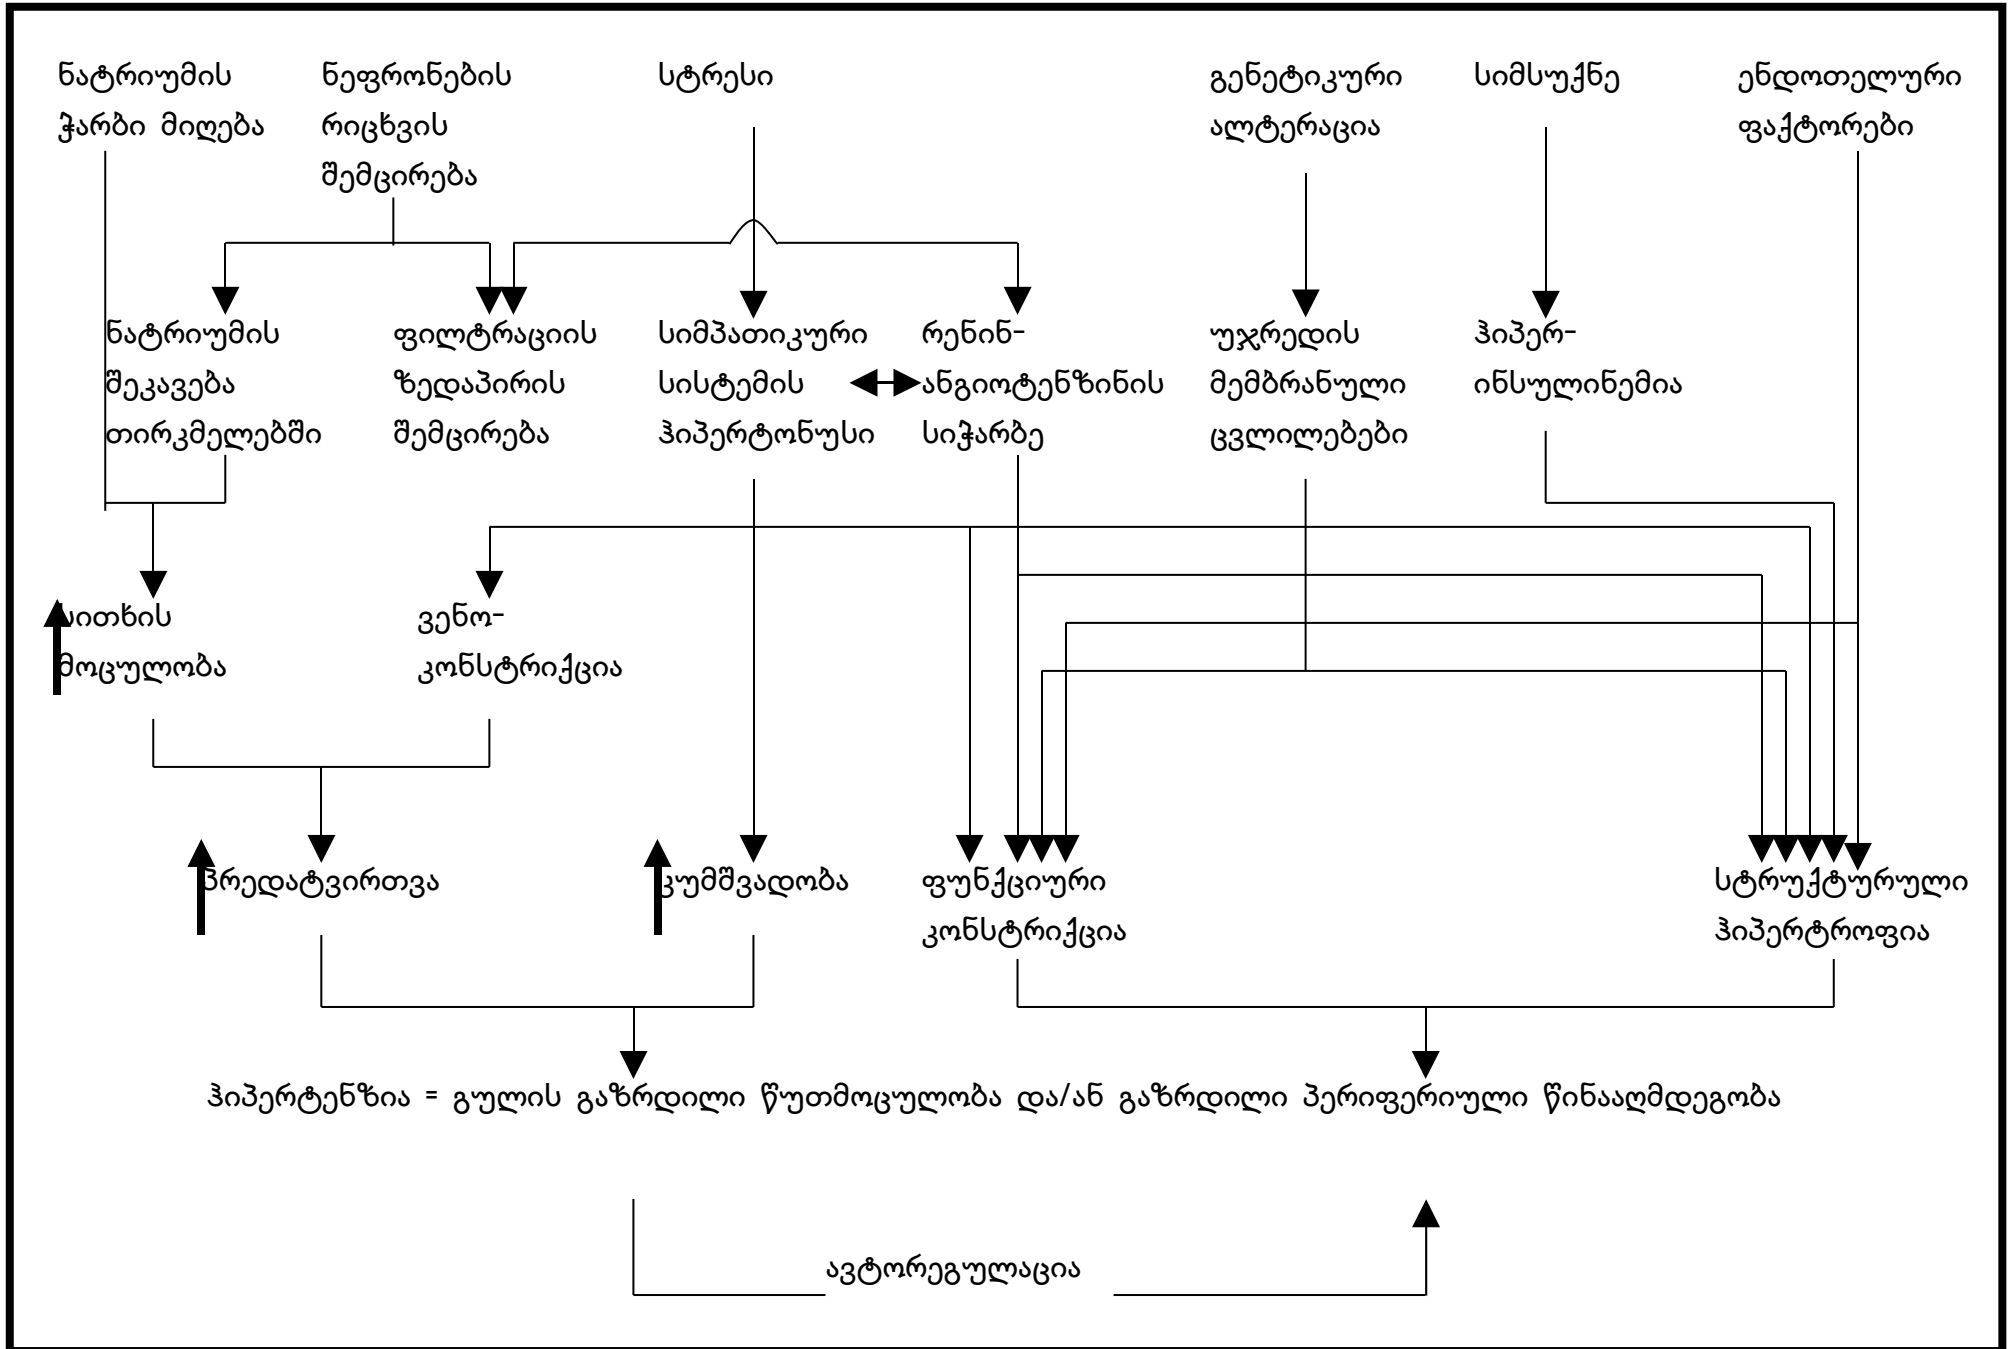 ნატრიუმის
ჭარბი მიღება
ნეფრონების
რიცხვის
შემცირება
სტრესი
გენეტიკური
ალტერაცია
სიმსუქნე
ენდოთელური
ფაქტორები
ნატრიუმის
შეკავება
თირკმელებში
ფილტრაციის
ზედაპირის
შემცირება
სიმპათიკური
სისტემის
ჰიპერტონუსი
რენინ-
ანგიოტენზინის
სიჭარბე
უჯრედის
მემბრანული
ცვლილებები
ჰიპერ-
ინსულინემია
სითხის
მოცულობა
ვენო-
კონსტრიქცია
პრედატვირთვა
კუმშვადობა
ფუნქციური
კონსტრიქცია
სტრუქტურული
ჰიპერტროფია
ჰიპერტენზია = გულის გაზრდილი წუთმოცულობა და/ან გაზრდილი პერიფერიული წინააღმდეგობა
ავტორეგულაცია